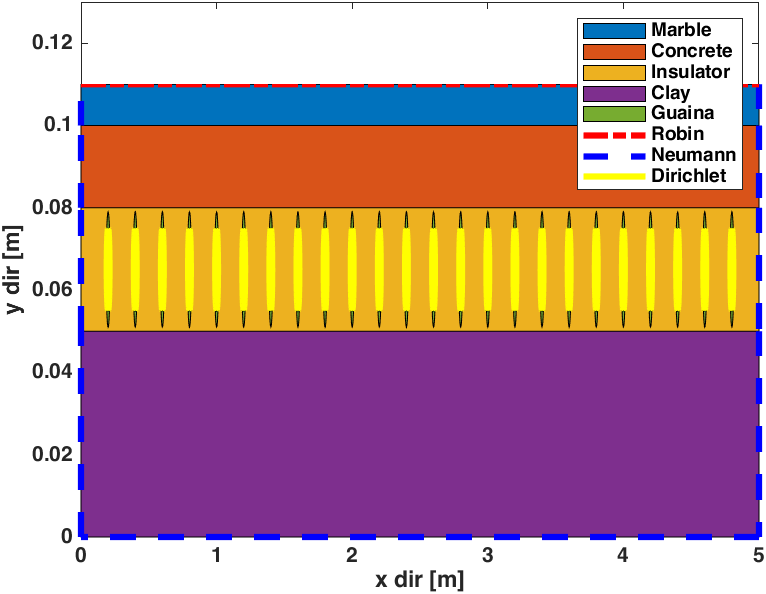 Marble
Concrete
Insulator
Clay
Guaina
Robin
Neumann
Dirichlet
0.12
0.1
0.08
0.06
0.04
0.02
0
y dir [m]
0 1 2 3 4 5
x dir [m]